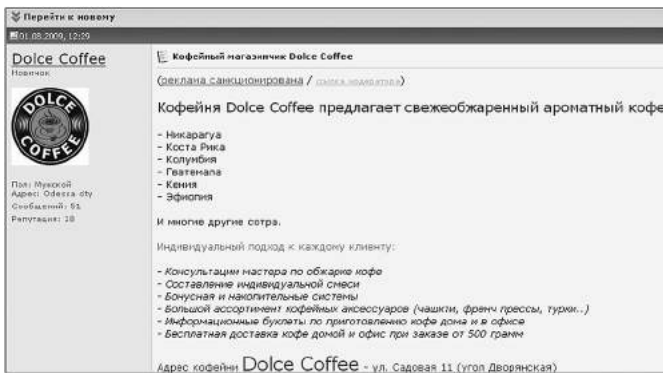 Перейти к новому
01.08.2009, 12:29
Dolce Coffee
Новичок
DOLCE
COFFEE
Пол: Мужской
Адрес: Odessa city
Сообщений: 51
Репутация: 18
Кофейный магазинчик Dolce Coffee
(реклама санкционирована / ссылка модератора)
Кофейня Dolce Coffee предлагает свежеобжаренный ароматный кофе
- Никарагуа
- Коста Рика
- Колумбия
- Гватемала
- Кения
- Эфиопия
И многие другие сорта.
Индивидуальный подход к каждому клиенту:
- Консультации мастера по обжарке кофе
- Составление индивидуальной смеси
- Бонусная и накопительные системы
- Большой ассортимент кофейных аксессуаров (чашкти, френч прессы, турки..)
- Информационные буклеты по приготовлению кофе дома и в офисе
- Бесплатная доставка кофе домой и офис при заказе от 500 грамм
Адрес кофейни Dolce Coffee - ул. Садовая 11 (угол Дворянская)